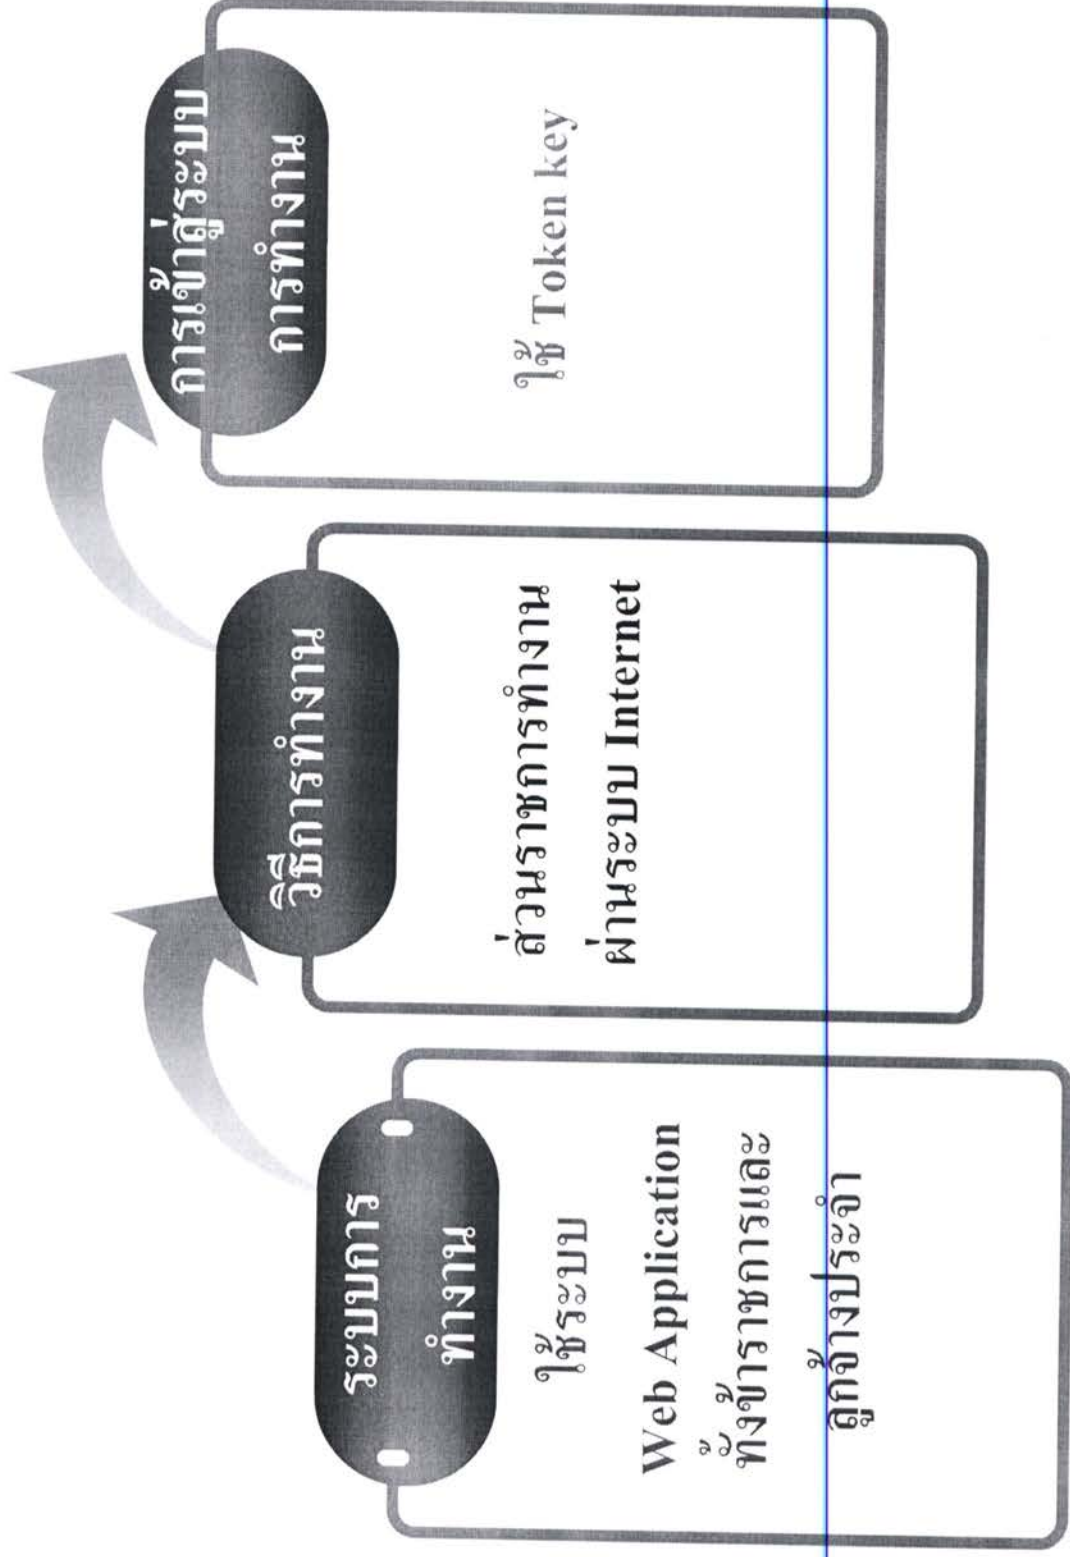 ระบบการ
ทำงาน
ใช้ระบบ
Web Application
ทั้งข้าราชการและ
ลูกจ้างประจำ
วิธีการทำงาน
ส่วนราชการทำงาน
ผ่านระบบ Internet
การเข้าสู่ระบบ
การทำงาน
ใช้ Token key